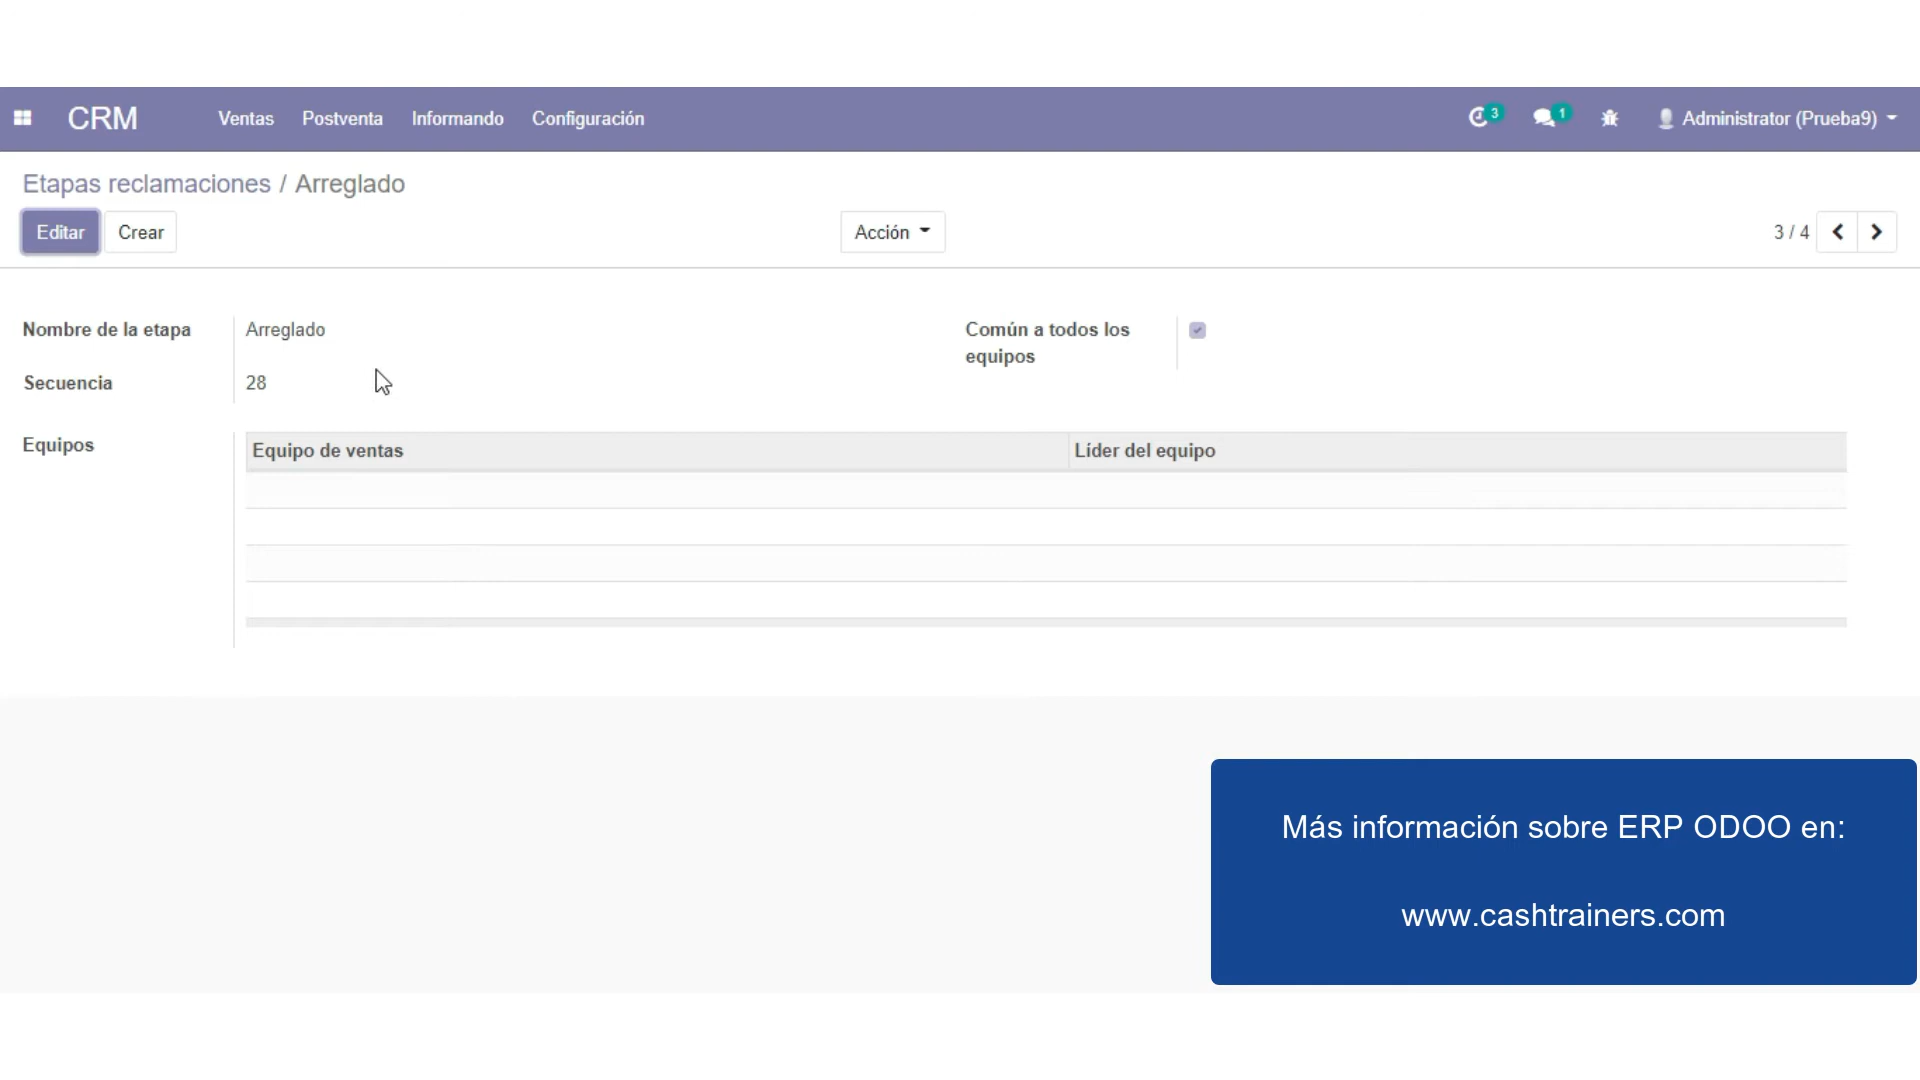 CRM Ventas Postventa Informando Configuración 3 1 Administrator (Prueba9)
Etapas reclamaciones / Arreglado
Editar Crear Acción 3 / 4
Nombre de la etapa Arreglado Común a todos los
equipos
Secuencia 28
Equipos Equipo de ventas Líder del equipo
Más información sobre ERP ODOO en:
www.cashtrainers.com